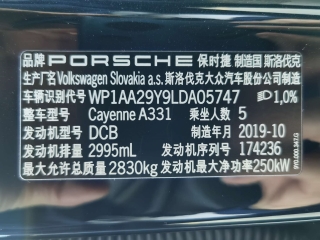 品牌 PORSCHE 保时捷 制造国 斯洛伐克
生产厂名 Volkswagen Slovakia a.s. 斯洛伐克大众汽车股份公司制造
车辆识别代号 WP1AA29Y9LDA05747 1,0%
整车型号 Cayenne A331 乘坐人数 5
发动机型号 DCB 制造年月 2019-10
发动机排量 2995mL 发动机序列号 174236
最大允许总质量 2830kg 发动机最大净功率 250kW